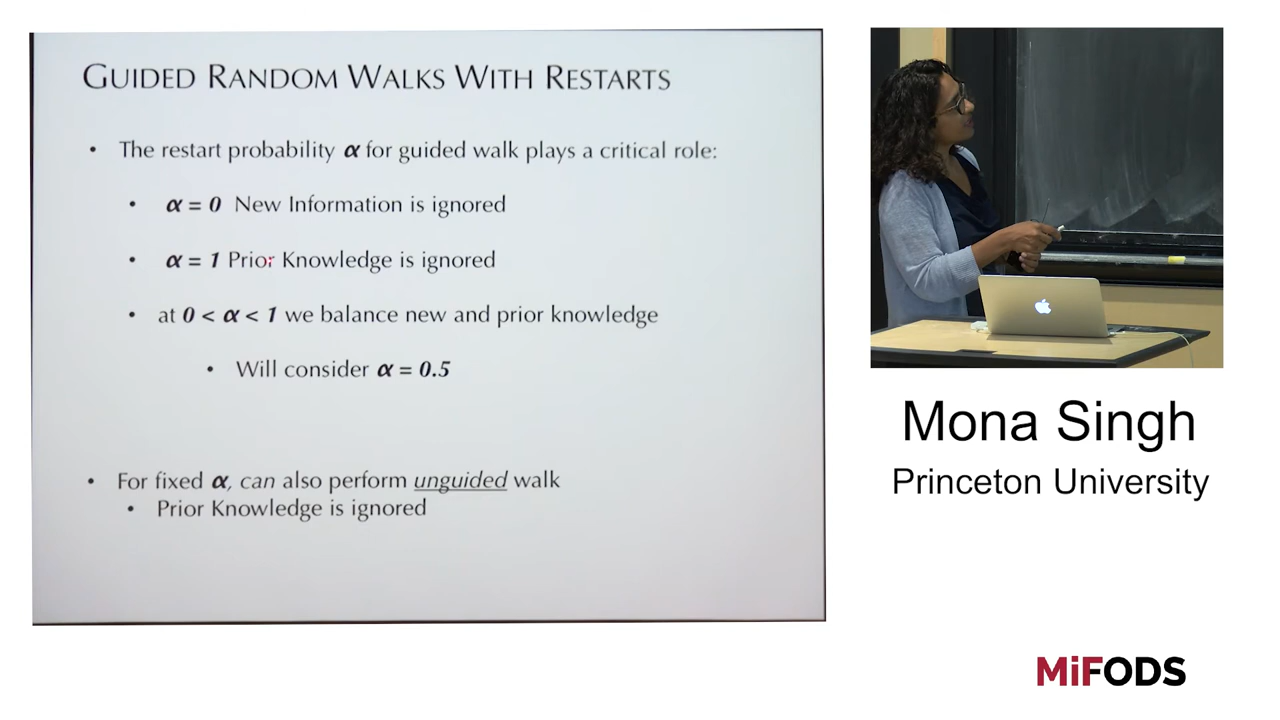 GUIDED RANDOM WALKS WITH RESTARTS
• The restart probability α for guided walk plays a critical role:
• α = 0 New Information is ignored
• α = 1 Prior Knowledge is ignored
• at 0 < α < 1 we balance new and prior knowledge
• Will consider α = 0.5
• For fixed α, can also perform unguided walk
• Prior Knowledge is ignored
Mona Singh
Princeton University
MiFODS